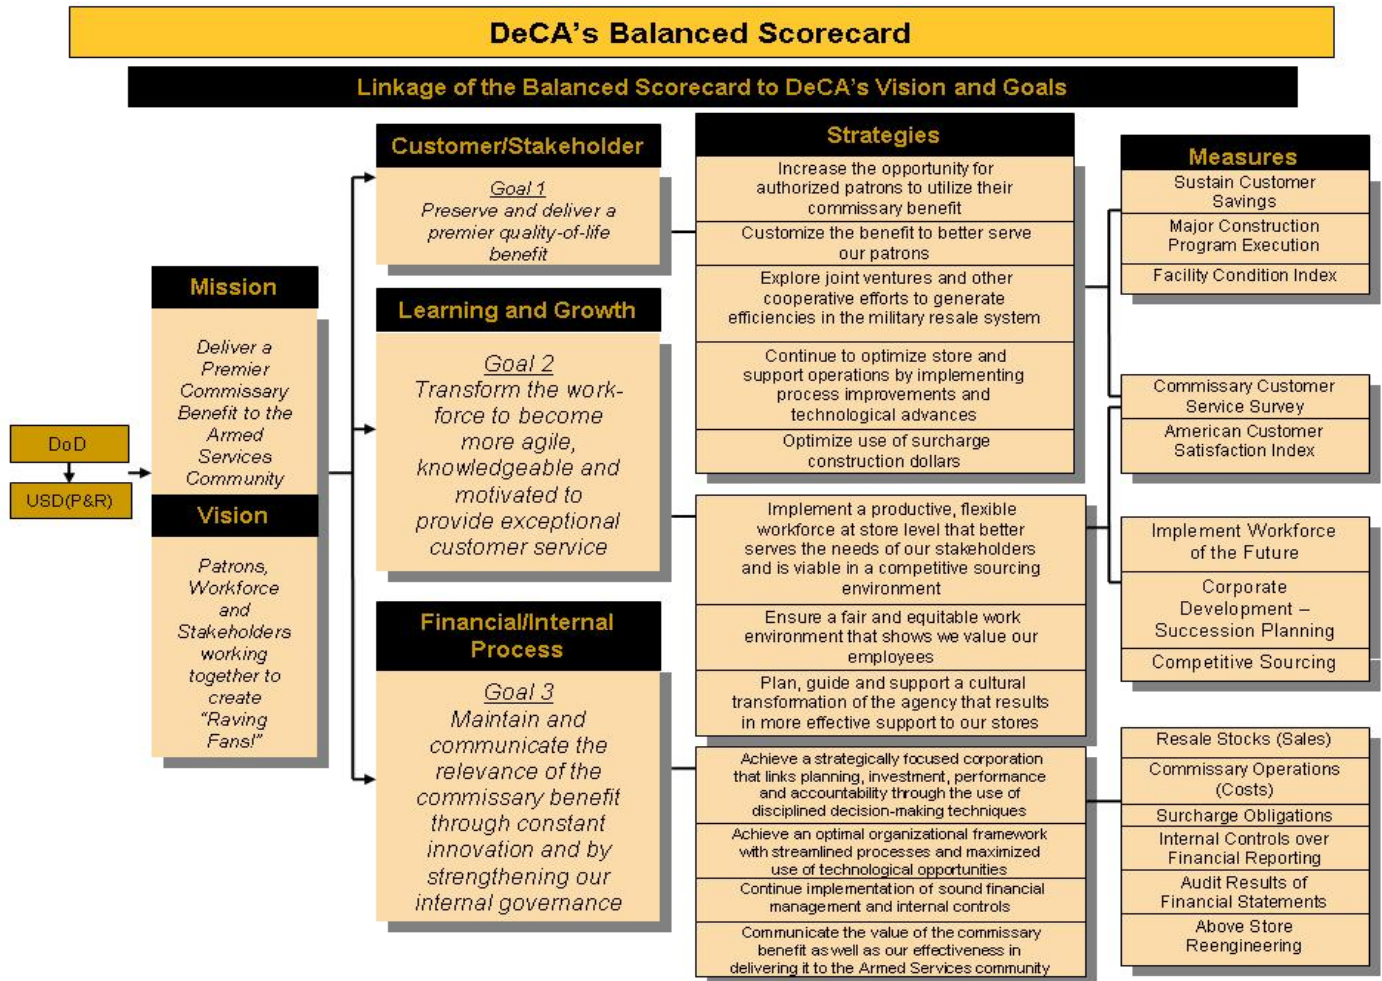 DeCA's Balanced Scorecard
Linkage of the Balanced Scorecard to DeCA's Vision and Goals
DoD
USD(P&R)
Mission
Deliver a
Premier
Commissary
Benefit to the
Armed
Services
Community
Vision
Patrons,
Workforce
and
Stakeholders
working
together to
create
"Raving
Fans!"
Customer/Stakeholder
Goal 1
Preserve and deliver a
premier quality-of-life
benefit
Learning and Growth
Goal 2
Transform the work-
force to become
more agile,
knowledgeable and
motivated to
provide exceptional
customer service
Financial/Internal
Process
Goal 3
Maintain and
communicate the
relevance of the
commissary benefit
through constant
innovation and by
strengthening our
internal governance
Strategies
Increase the opportunity for
authorized patrons to utilize their
commissary benefit
Customize the benefit to better serve
our patrons
Explore joint ventures and other
cooperative efforts to generate
efficiencies in the military resale system
Continue to optimize store and
support operations by implementing
process improvements and
technological advances
Optimize use of surcharge
construction dollars
Implement a productive, flexible
workforce at store level that better
serves the needs of our stakeholders
and is viable in a competitive sourcing
environment
Ensure a fair and equitable work
environment that shows we value our
employees
Plan, guide and support a cultural
transformation of the agency that results
in more effective support to our stores
Achieve a strategically focused corporation
that links planning, investment, performance
and accountability through the use of
disciplined decision-making techniques
Achieve an optimal organizational framework
with streamlined processes and maximized
use of technological opportunities
Continue implementation of sound financial
management and internal controls
Communicate the value of the commissary
benefit as well as our effectiveness in
delivering it to the Armed Services community
Measures
Sustain Customer
Savings
Major Construction
Program Execution
Facility Condition Index
Commissary Customer
Service Survey
American Customer
Satisfaction Index
Implement Workforce
of the Future
Corporate
Development –
Succession Planning
Competitive Sourcing
Resale Stocks (Sales)
Commissary Operations
(Costs)
Surcharge Obligations
Internal Controls over
Financial Reporting
Audit Results of
Financial Statements
Above Store
Reengineering